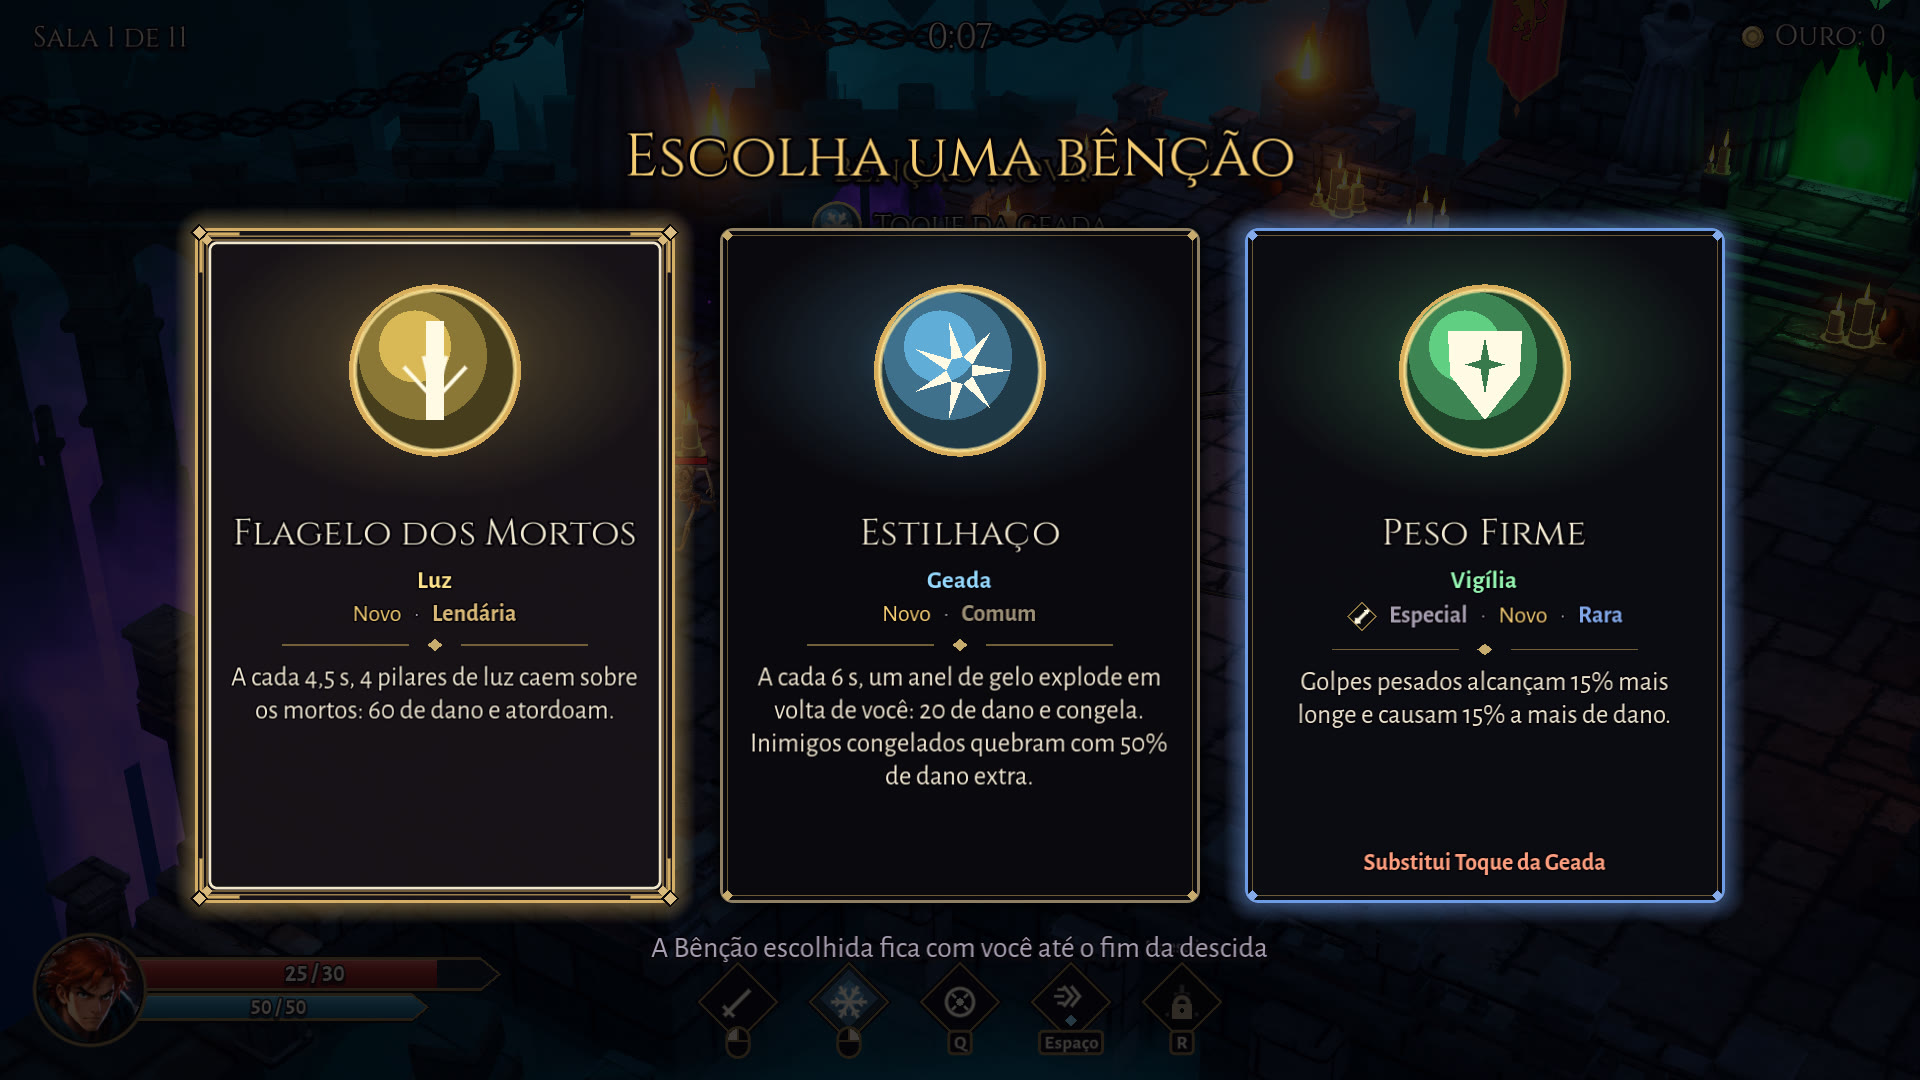 Sala 1 de 11
0:07
Ouro: 0
Escolha uma bênção
Toque da Geada
Flagelo dos Mortos
Luz
Novo · Lendária
A cada 4,5 s, 4 pilares de luz caem sobre
os mortos: 60 de dano e atordoam.
Estilhaço
Geada
Novo · Comum
A cada 6 s, um anel de gelo explode em
volta de você: 20 de dano e congela.
Inimigos congelados quebram com 50%
de dano extra.
Peso Firme
Vigília
Especial · Novo · Rara
Golpes pesados alcançam 15% mais
longe e causam 15% a mais de dano.
Substitui Toque da Geada
A Bênção escolhida fica com você até o fim da descida
25/30
50/50
Q
Espaço
R